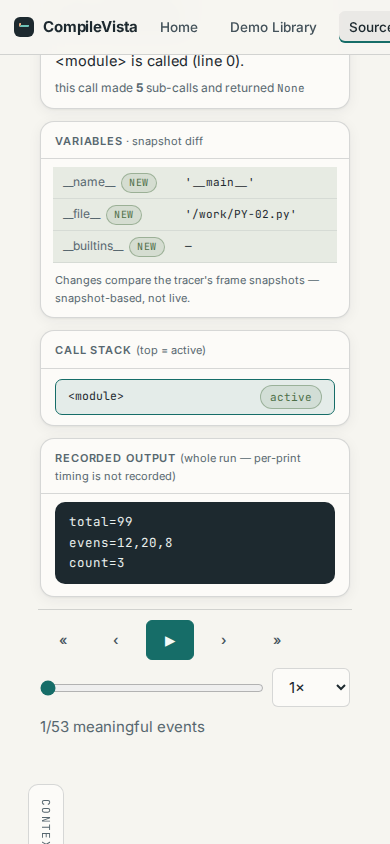 CompileVista Home Demo Library
<module> is called (line 0).
this call made 5 sub-calls and returned None
VARIABLES · snapshot diff
__name__ NEW '__main__'
__file__ NEW '/work/PY-02.py'
__builtins__ NEW —
Changes compare the tracer's frame snapshots —
snapshot-based, not live.
CALL STACK (top = active)
<module> active
RECORDED OUTPUT (whole run — per-print
timing is not recorded)
total=99
evens=12,20,8
count=3
« ‹ ▶ › »
1×
1/53 meaningful events